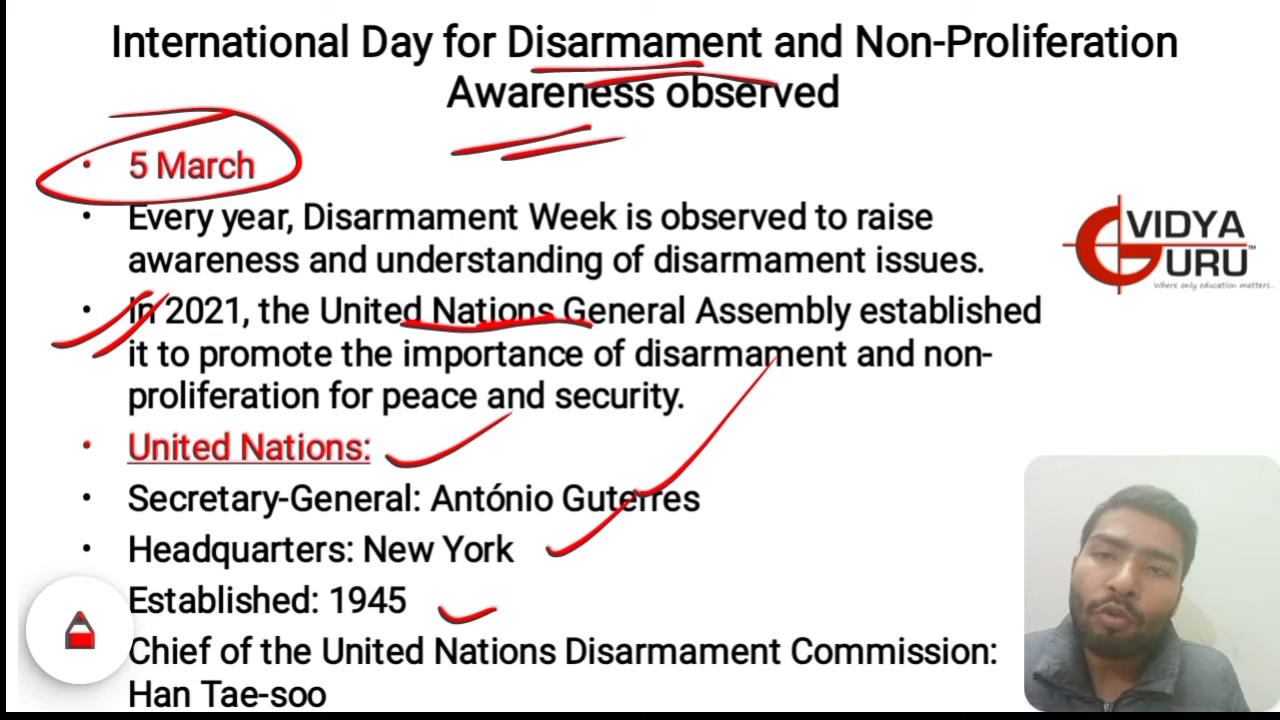 International Day for Disarmament and Non-Proliferation
Awareness observed
• 5 March
• Every year, Disarmament Week is observed to raise
awareness and understanding of disarmament issues.
• In 2021, the United Nations General Assembly established
it to promote the importance of disarmament and non-
proliferation for peace and security.
• United Nations:
• Secretary-General: António Guterres
• Headquarters: New York
Established: 1945
Chief of the United Nations Disarmament Commission:
Han Tae-soo
VIDYA
GURU™
Where only education matters...